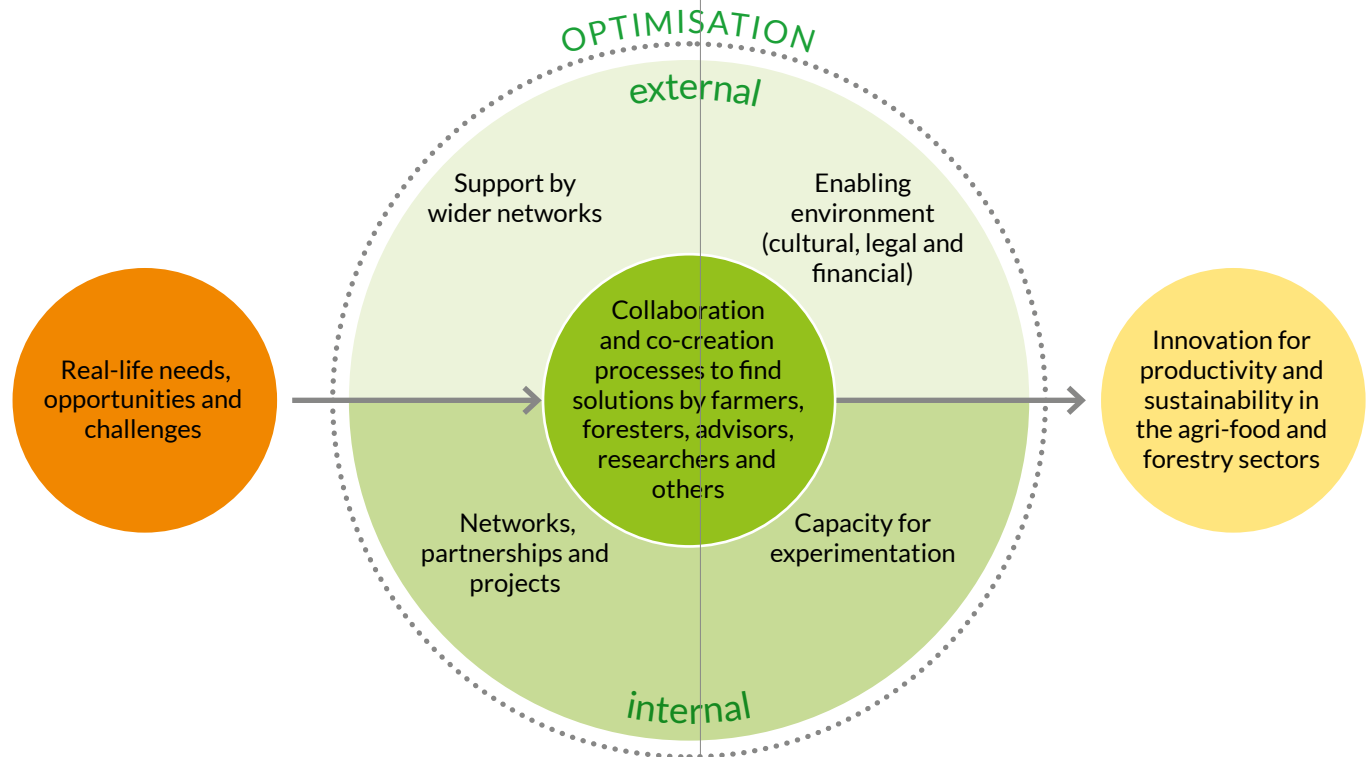 OPTIMISATION
external
Support by
wider networks
Enabling
environment
(cultural, legal and
financial)
Real-life needs,
opportunities and
challenges
Collaboration
and co-creation
processes to find
solutions by farmers,
foresters, advisors,
researchers and
others
Innovation for
productivity and
sustainability in
the agri-food and
forestry sectors
Networks,
partnerships and
projects
Capacity for
experimentation
internal